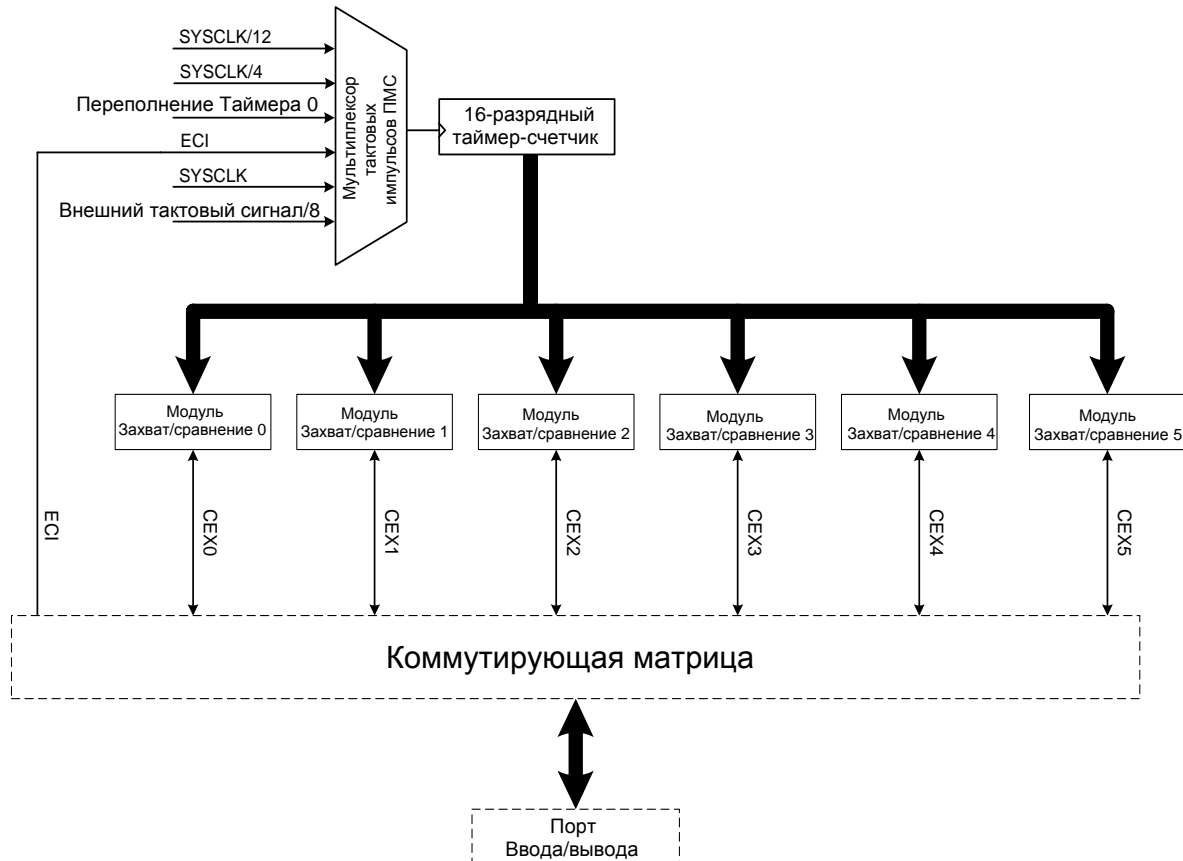 SYSCLK/12
SYSCLK/4
Переполнение Таймера 0
ECI
SYSCLK
Внешний тактовый сигнал/8
Мультиплексор
тактовых
импульсов ПМС
16-разрядный
таймер-счетчик
Модуль
Захват/сравнение 0
Модуль
Захват/сравнение 1
Модуль
Захват/сравнение 2
Модуль
Захват/сравнение 3
Модуль
Захват/сравнение 4
Модуль
Захват/сравнение 5
ECI
CEX0
CEX1
CEX2
CEX3
CEX4
CEX5
Коммутирующая матрица
Порт
Ввода/вывода